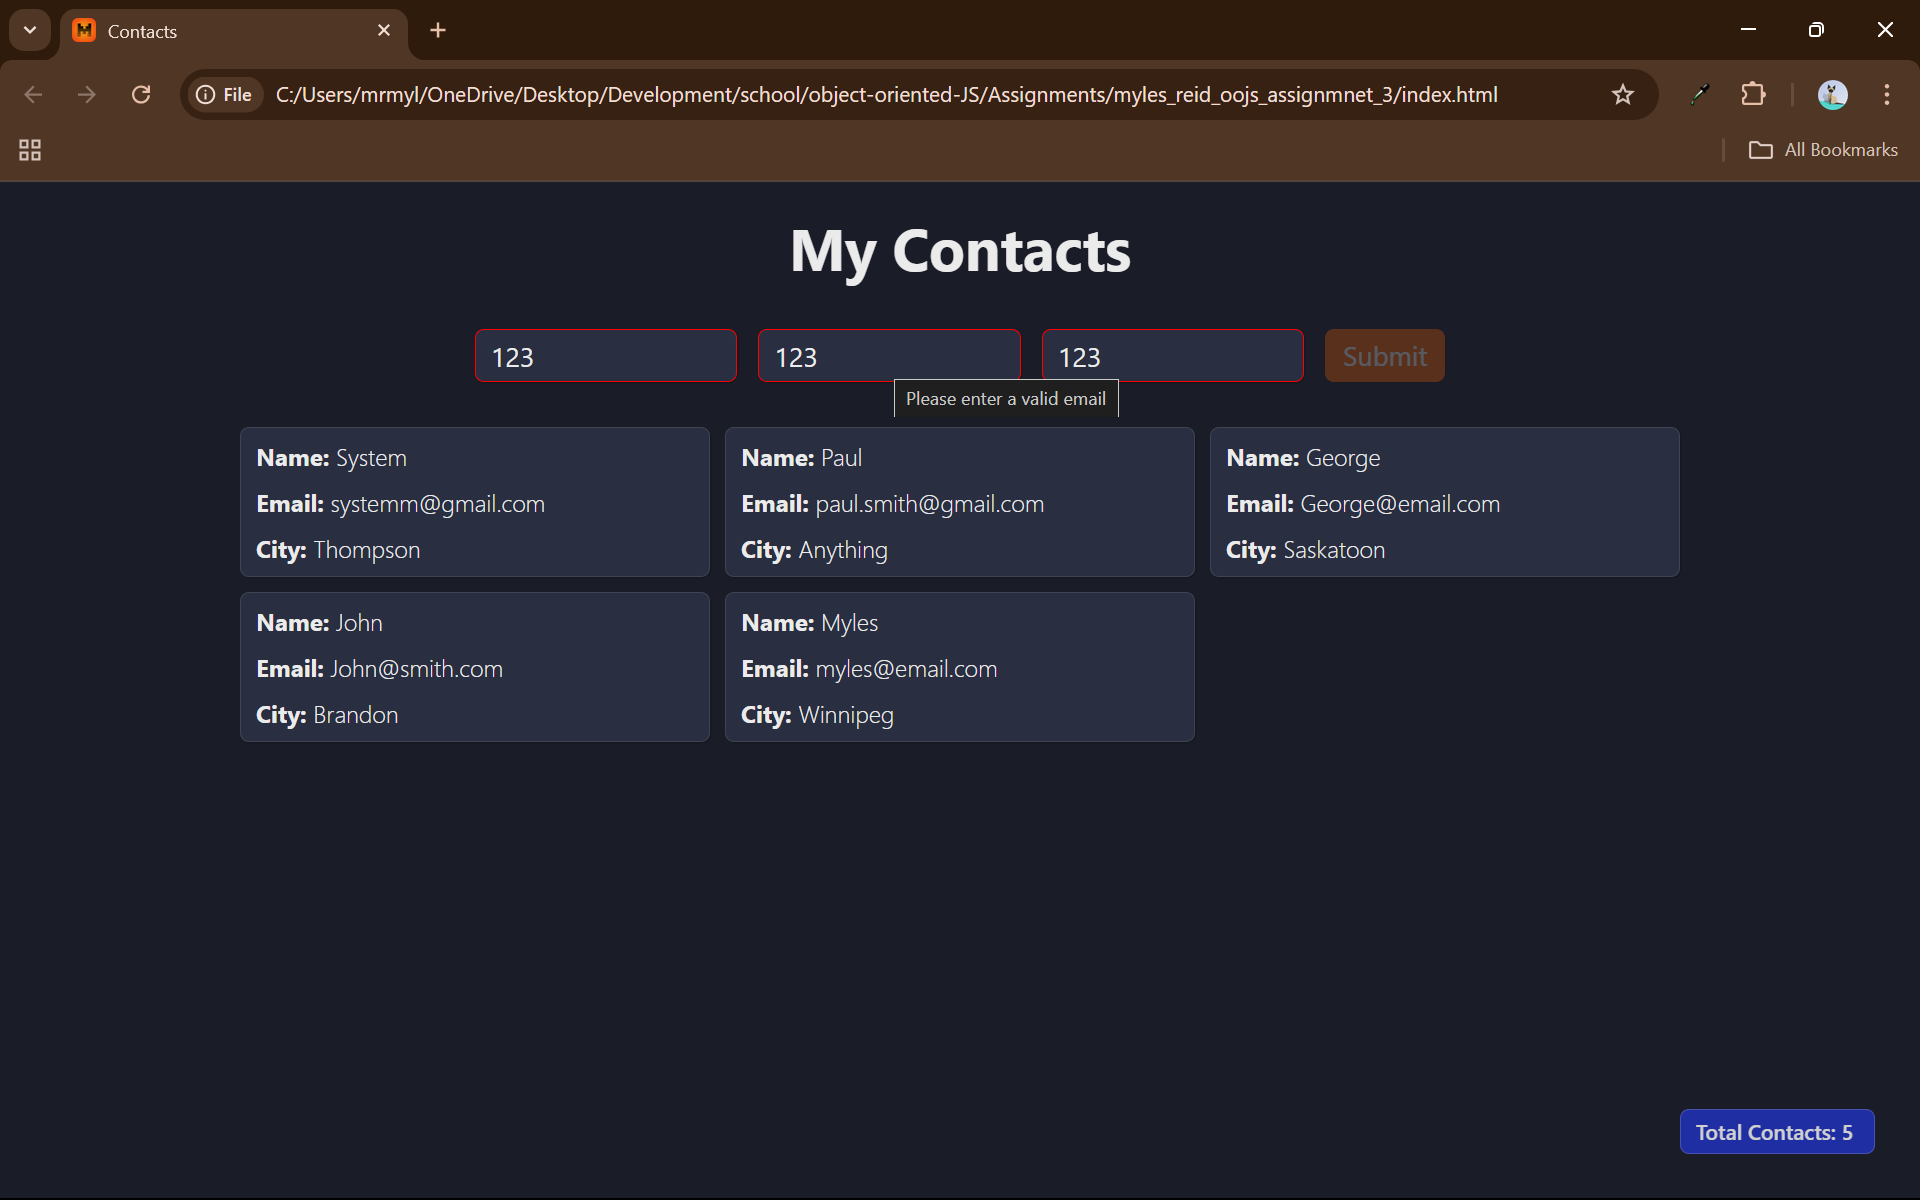 Contacts
File C:/Users/mrmyl/OneDrive/Desktop/Development/school/object-oriented-JS/Assignments/myles_reid_oojs_assignmnet_3/index.html
All Bookmarks
My Contacts
123 123 123 Submit
Please enter a valid email
Name: System
Email: systemm@gmail.com
City: Thompson
Name: Paul
Email: paul.smith@gmail.com
City: Anything
Name: George
Email: George@email.com
City: Saskatoon
Name: John
Email: John@smith.com
City: Brandon
Name: Myles
Email: myles@email.com
City: Winnipeg
Total Contacts: 5